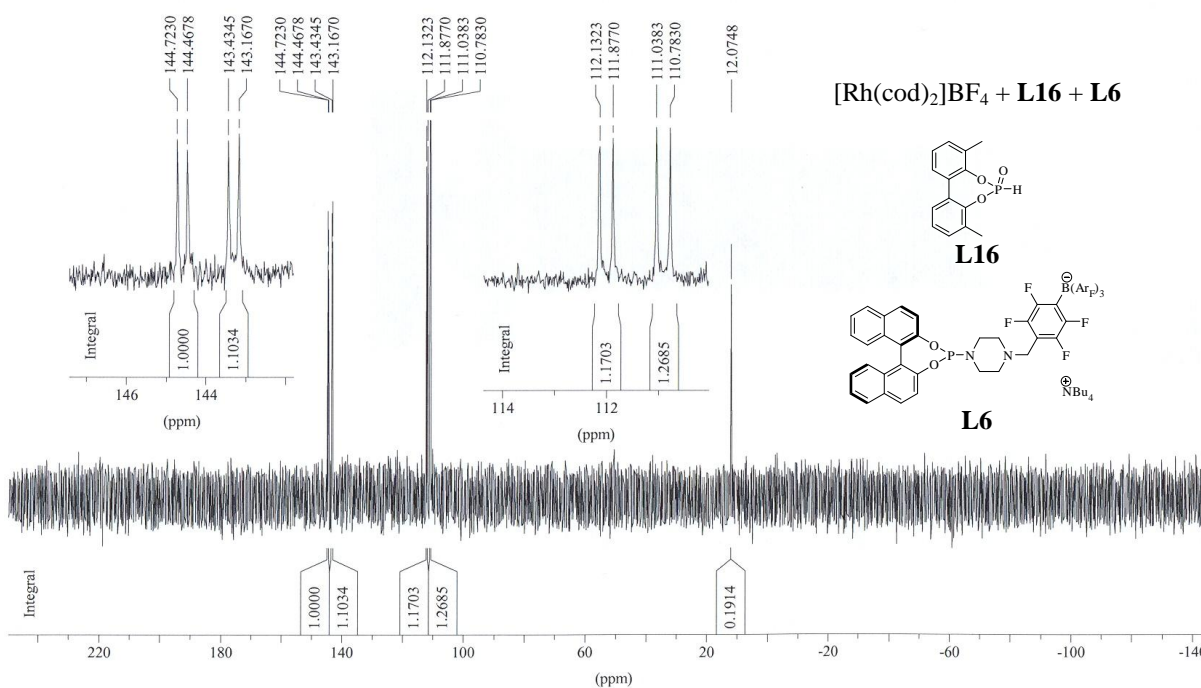 144.7230
144.4678
143.4345
143.1670
144.7230
144.4678
143.4345
143.1670
112.1323
111.8770
111.0383
110.7830
112.1323
111.8770
111.0383
110.7830
12.0748
[Rh(cod)2]BF4 + L16 + L6
O
O
P
H
O
L16
Integral
1.0000
1.1034
146 144
(ppm)
Integral
1.1703
1.2685
114 112
(ppm)
⊖
B(ArF)3
F
F
F
F
O
P
N
N
O
⊕
NBu4
L6
Integral
1.0000
1.1034
1.1703
1.2685
0.1914
220 180 140 100 60 20 -20 -60 -100 -140
(ppm)